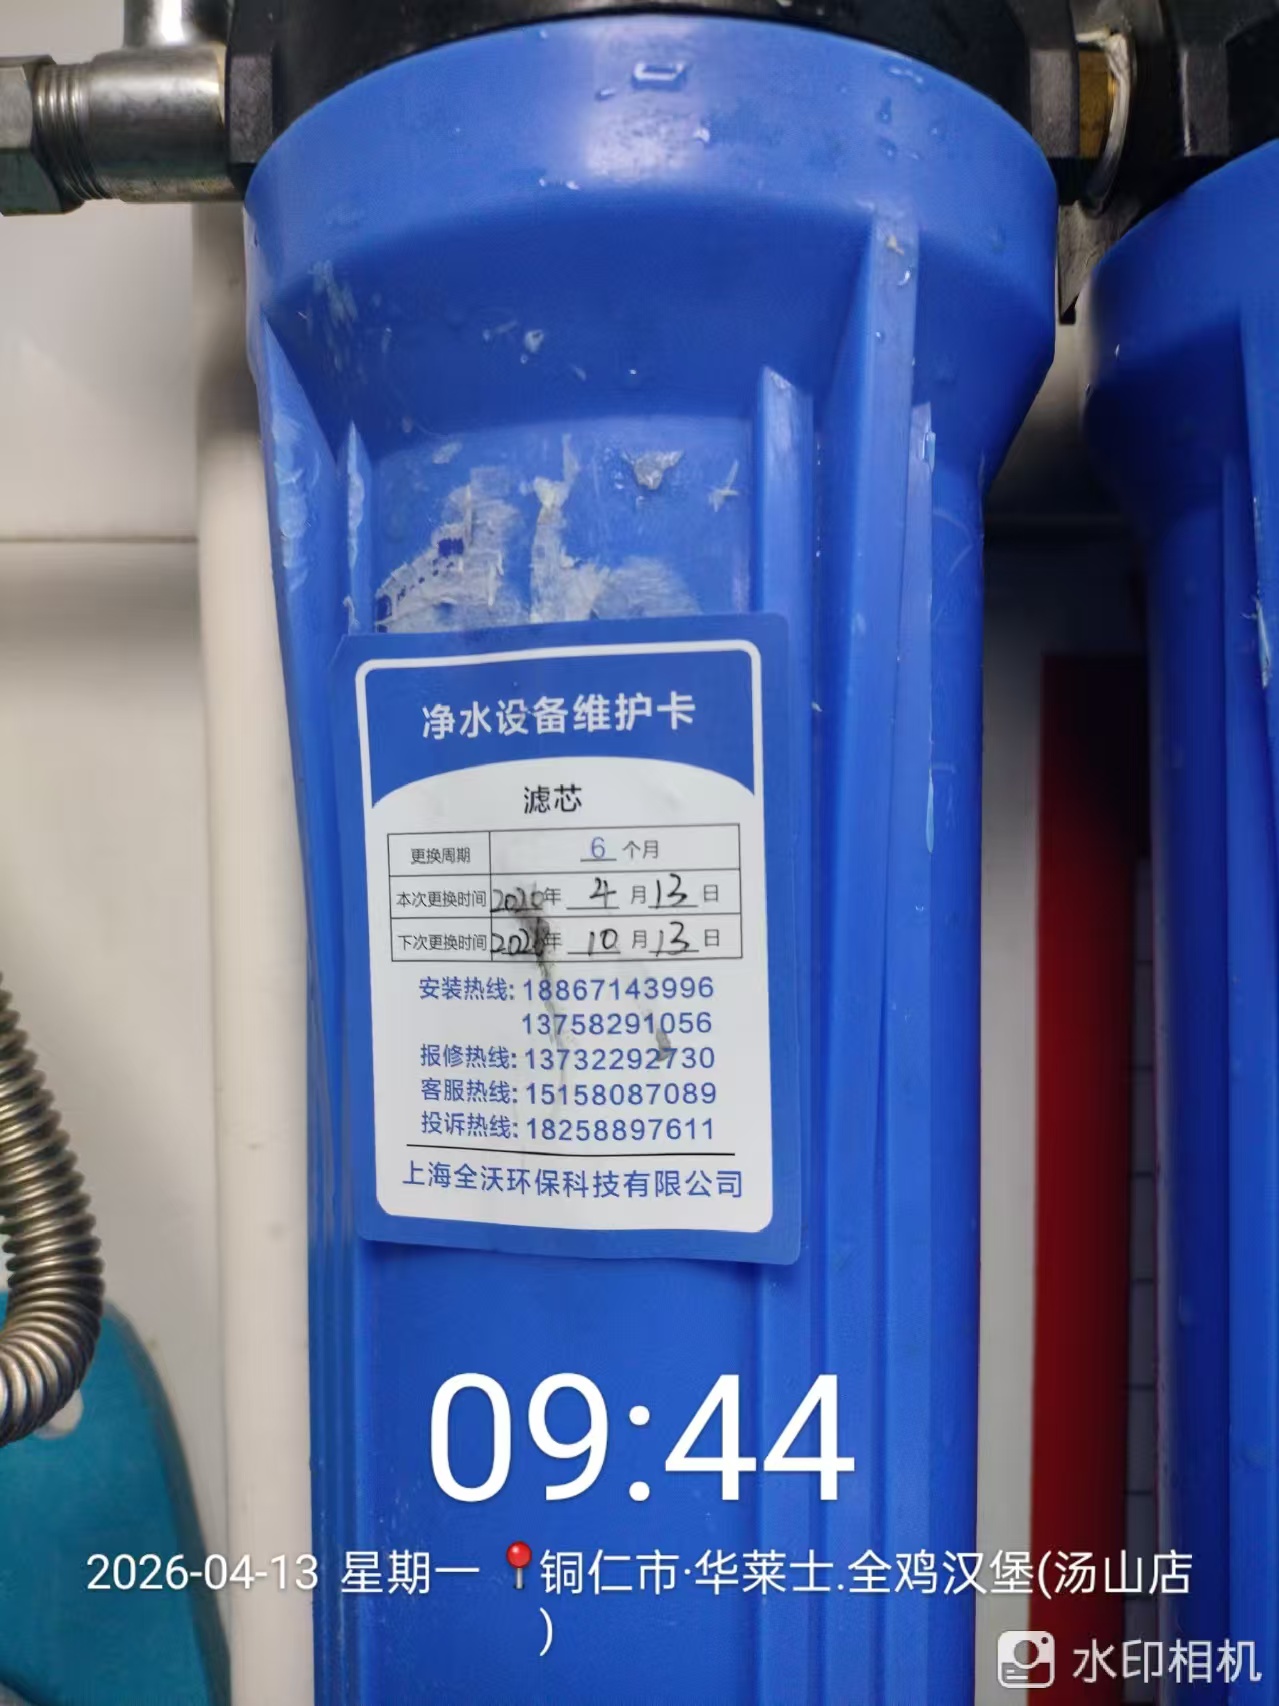 净水设备维护卡
滤芯
更换周期 6 个月
本次更换时间 2026年 4 月 13 日
下次更换时间 2026年 10 月 13 日
安装热线: 18867143996
13758291056
报修热线: 13732292730
客服热线: 15158087089
投诉热线: 18258897611
上海全沃环保科技有限公司
09:44
2026-04-13 星期一 铜仁市·华莱士.全鸡汉堡(汤山店
)
水印相机